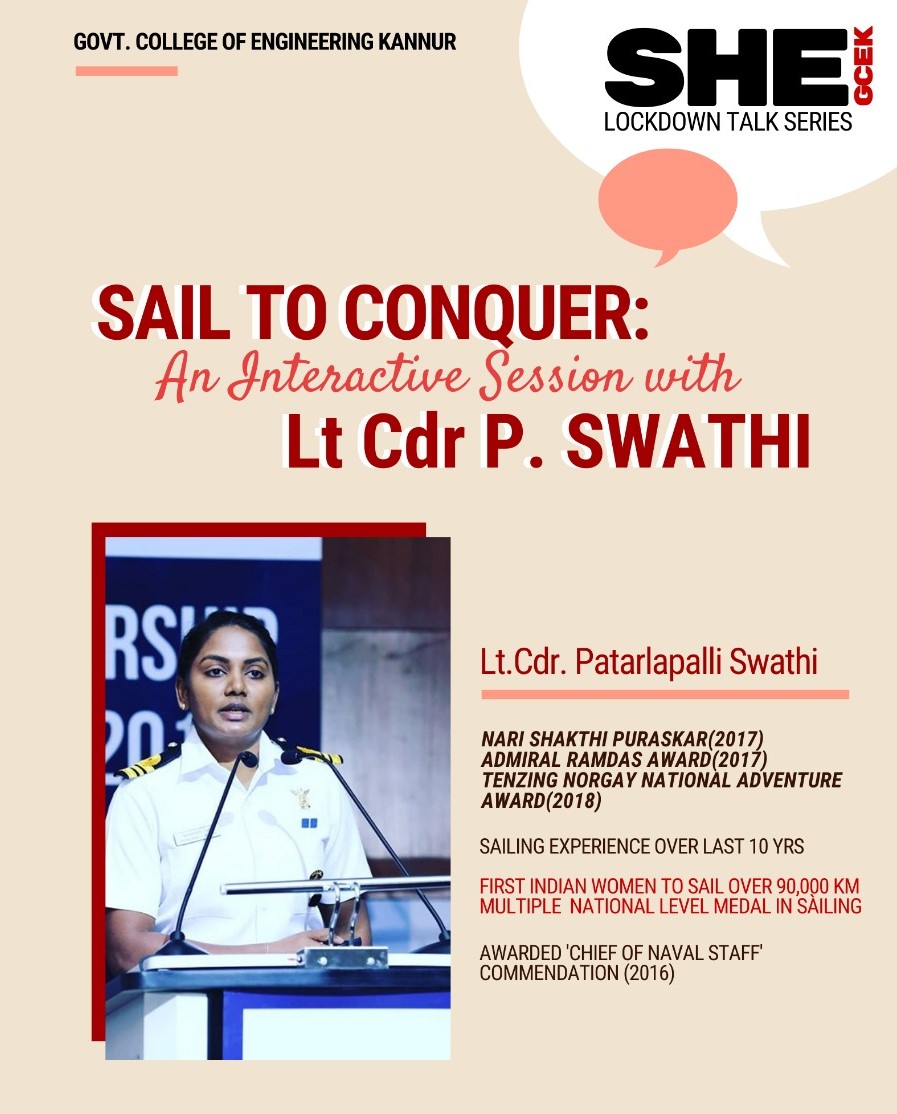 GOVT. COLLEGE OF ENGINEERING KANNUR
SHE
GCEK
LOCKDOWN TALK SERIES
SAIL TO CONQUER:
An Interactive Session with
Lt Cdr P. SWATHI
RSHIP
201
Lt.Cdr. Patarlapalli Swathi
NARI SHAKTHI PURASKAR(2017)
ADMIRAL RAMDAS AWARD(2017)
TENZING NORGAY NATIONAL ADVENTURE
AWARD(2018)
SAILING EXPERIENCE OVER LAST 10 YRS
FIRST INDIAN WOMEN TO SAIL OVER 90,000 KM
MULTIPLE NATIONAL LEVEL MEDAL IN SAILING
AWARDED 'CHIEF OF NAVAL STAFF'
COMMENDATION (2016)